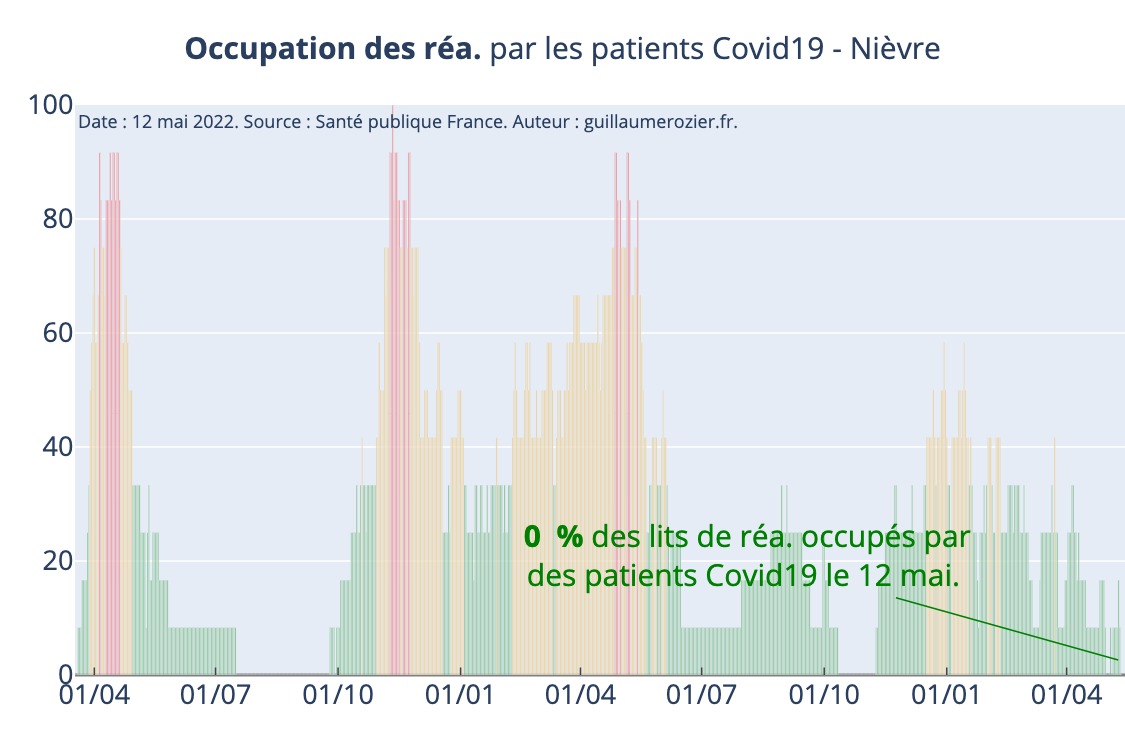 Occupation des réa. par les patients Covid19 - Nièvre
100
Date : 12 mai 2022. Source : Santé publique France. Auteur : guillaumerozier.fr.
80
60
40
0 % des lits de réa. occupés par
20
des patients Covid19 le 12 mai.
0
01/04 01/07 01/10 01/01 01/04 01/07 01/10 01/01 01/04